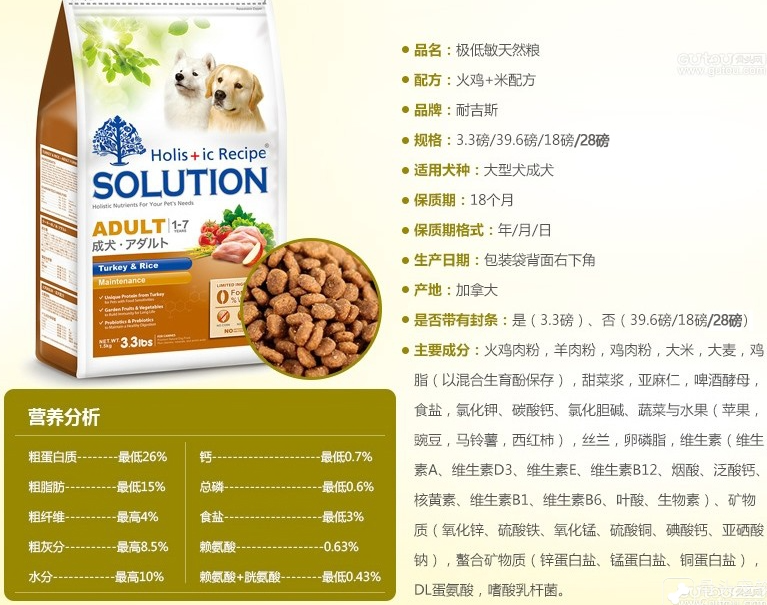 Holis+ic Recipe
SOLUTION
Holistic Nutrients For Your Pet's Needs
ADULT 1-7 YEARS
成犬·アダルト
Turkey & Rice
Maintenance
Unique Protein from Turkey
Garden Fruits & Vegetables
Probiotics & Prebiotics
NET WT. 3.3lbs
1.5kg
品名：极低敏天然粮
配方：火鸡+米配方
品牌：耐吉斯
规格：3.3磅/39.6磅/18磅/28磅
适用犬种：大型犬成犬
保质期：18个月
保质期格式：年/月/日
生产日期：包装袋背面右下角
产地：加拿大
是否带有封条：是（3.3磅）、否（39.6磅/18磅/28磅）
主要成分：火鸡肉粉，羊肉粉，鸡肉粉，大米，大麦，鸡
脂（以混合生育酚保存），甜菜浆，亚麻仁，啤酒酵母，
食盐，氯化钾、碳酸钙、氯化胆碱、蔬菜与水果（苹果，
豌豆，马铃薯，西红柿），丝兰，卵磷脂，维生素（维生
素A、维生素D3、维生素E、维生素B12、烟酸、泛酸钙、
核黄素、维生素B1、维生素B6、叶酸、生物素）、矿物
质（氧化锌、硫酸铁、氧化锰、硫酸铜、碘酸钙、亚硒酸
钠），螯合矿物质（锌蛋白盐、锰蛋白盐、铜蛋白盐），
DL蛋氨酸，嗜酸乳杆菌。
营养分析
粗蛋白质--------最低26%
粗脂肪----------最低15%
粗纤维----------最高4%
粗灰分----------最高8.5%
水分------------最高10%
钙----------------------最低0.7%
总磷--------------------最低0.6%
食盐--------------------最低3%
赖氨酸------------------0.63%
赖氨酸+胱氨酸-------最低0.43%
www.gutou.com